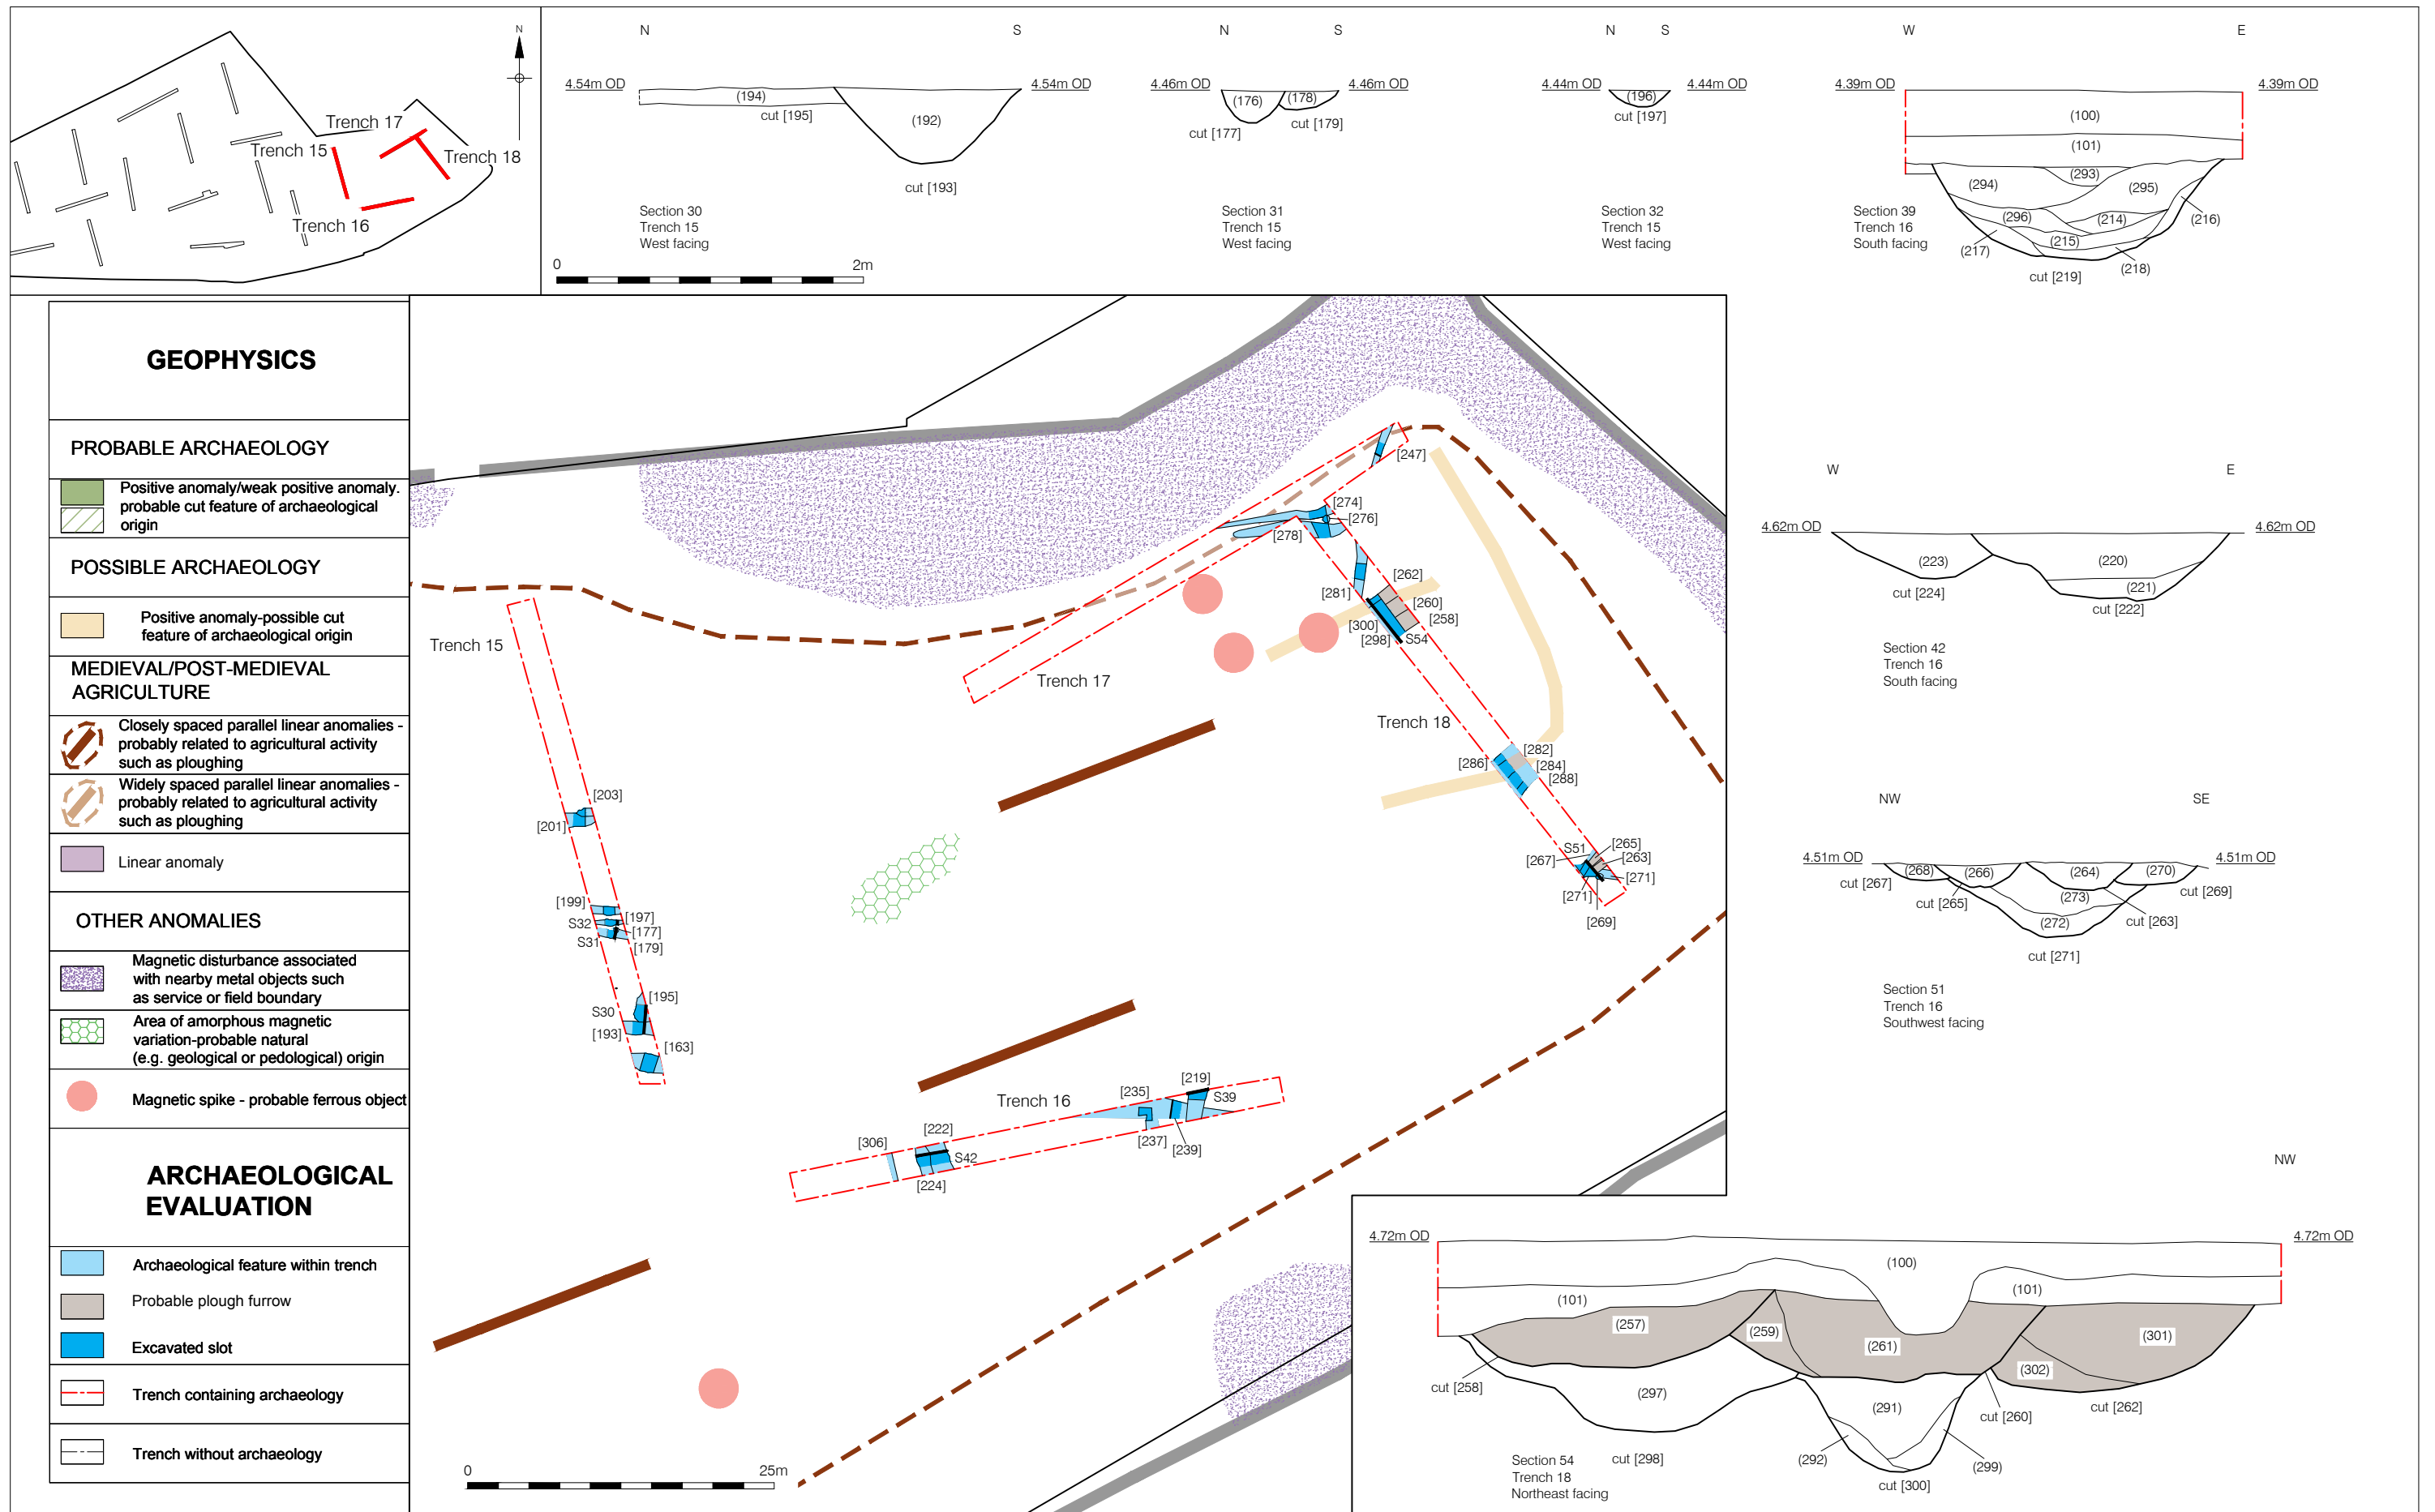 N
Trench 17
Trench 15
Trench 18
Trench 16
N
S
4.54m OD
4.54m OD
(194)
cut [195]
(192)
cut [193]
Section 30
Trench 15
West facing
0
2m
N
S
4.46m OD
4.46m OD
(176)
(178)
cut [177]
cut [179]
Section 31
Trench 15
West facing
N
S
4.44m OD
4.44m OD
(196)
cut [197]
Section 32
Trench 15
West facing
W
E
4.39m OD
4.39m OD
(100)
(101)
(293)
(294)
(295)
(296)
(214)
(216)
(215)
(217)
(218)
cut [219]
Section 39
Trench 16
South facing
GEOPHYSICS
PROBABLE ARCHAEOLOGY
Positive anomaly/weak positive anomaly.
probable cut feature of archaeological
origin
POSSIBLE ARCHAEOLOGY
Positive anomaly-possible cut
feature of archaeological origin
MEDIEVAL/POST-MEDIEVAL
AGRICULTURE
Closely spaced parallel linear anomalies -
probably related to agricultural activity
such as ploughing
Widely spaced parallel linear anomalies -
probably related to agricultural activity
such as ploughing
Linear anomaly
OTHER ANOMALIES
Magnetic disturbance associated
with nearby metal objects such
as service or field boundary
Area of amorphous magnetic
variation-probable natural
(e.g. geological or pedological) origin
Magnetic spike - probable ferrous object
ARCHAEOLOGICAL
EVALUATION
Archaeological feature within trench
Probable plough furrow
Excavated slot
Trench containing archaeology
Trench without archaeology
[247]
[274]
[276]
[278]
[262]
[281]
[260]
[258]
[300]
[298]
S54
Trench 15
Trench 17
Trench 18
[282]
[286]
[284]
[288]
[203]
[201]
S51
[265]
[267]
[263]
[271]
[271]
[269]
[199]
[197]
S32
[177]
S31
[179]
[195]
S30
[193]
[163]
Trench 16
[235]
[219]
S39
[237]
[239]
[306]
[222]
S42
[224]
0
25m
W
E
4.62m OD
4.62m OD
(223)
(220)
(221)
cut [224]
cut [222]
Section 42
Trench 16
South facing
NW
SE
4.51m OD
4.51m OD
(268)
(266)
(264)
(270)
cut [267]
cut [269]
cut [265]
(273)
(272)
cut [263]
cut [271]
Section 51
Trench 16
Southwest facing
NW
4.72m OD
4.72m OD
(100)
(101)
(101)
(257)
(259)
(261)
(301)
(302)
cut [258]
(297)
(291)
cut [260]
cut [262]
cut [298]
(292)
(299)
cut [300]
Section 54
Trench 18
Northeast facing